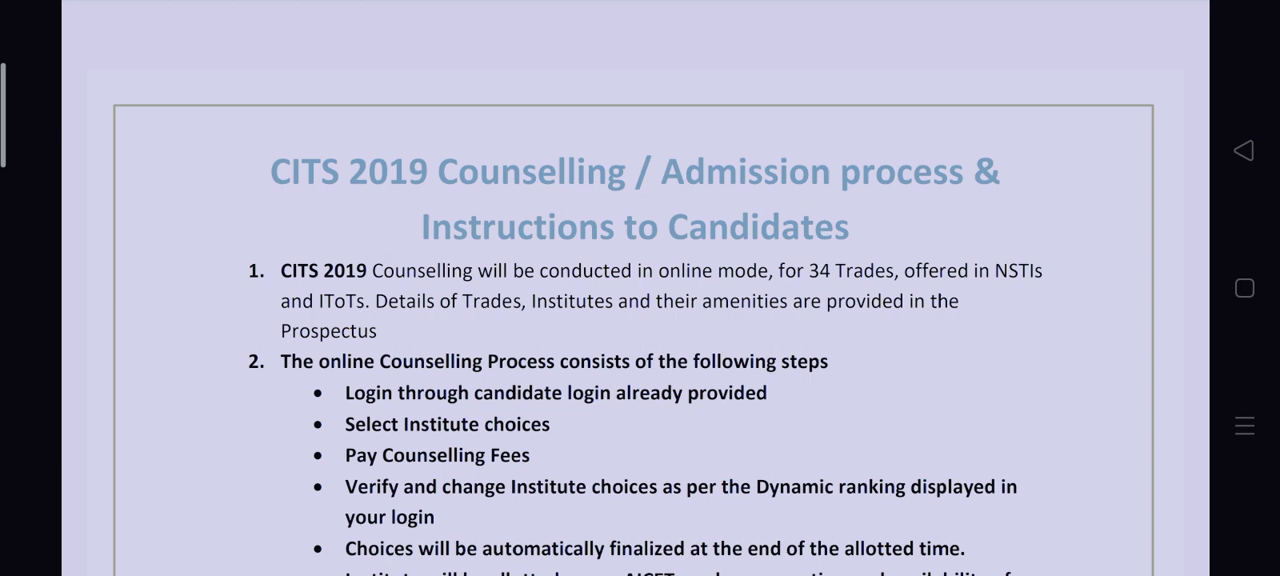 CITS 2019 Counselling / Admission process &
Instructions to Candidates
1. CITS 2019 Counselling will be conducted in online mode, for 34 Trades, offered in NSTIs
and IToTs. Details of Trades, Institutes and their amenities are provided in the
Prospectus
2. The online Counselling Process consists of the following steps
• Login through candidate login already provided
• Select Institute choices
• Pay Counselling Fees
• Verify and change Institute choices as per the Dynamic ranking displayed in
your login
• Choices will be automatically finalized at the end of the allotted time.